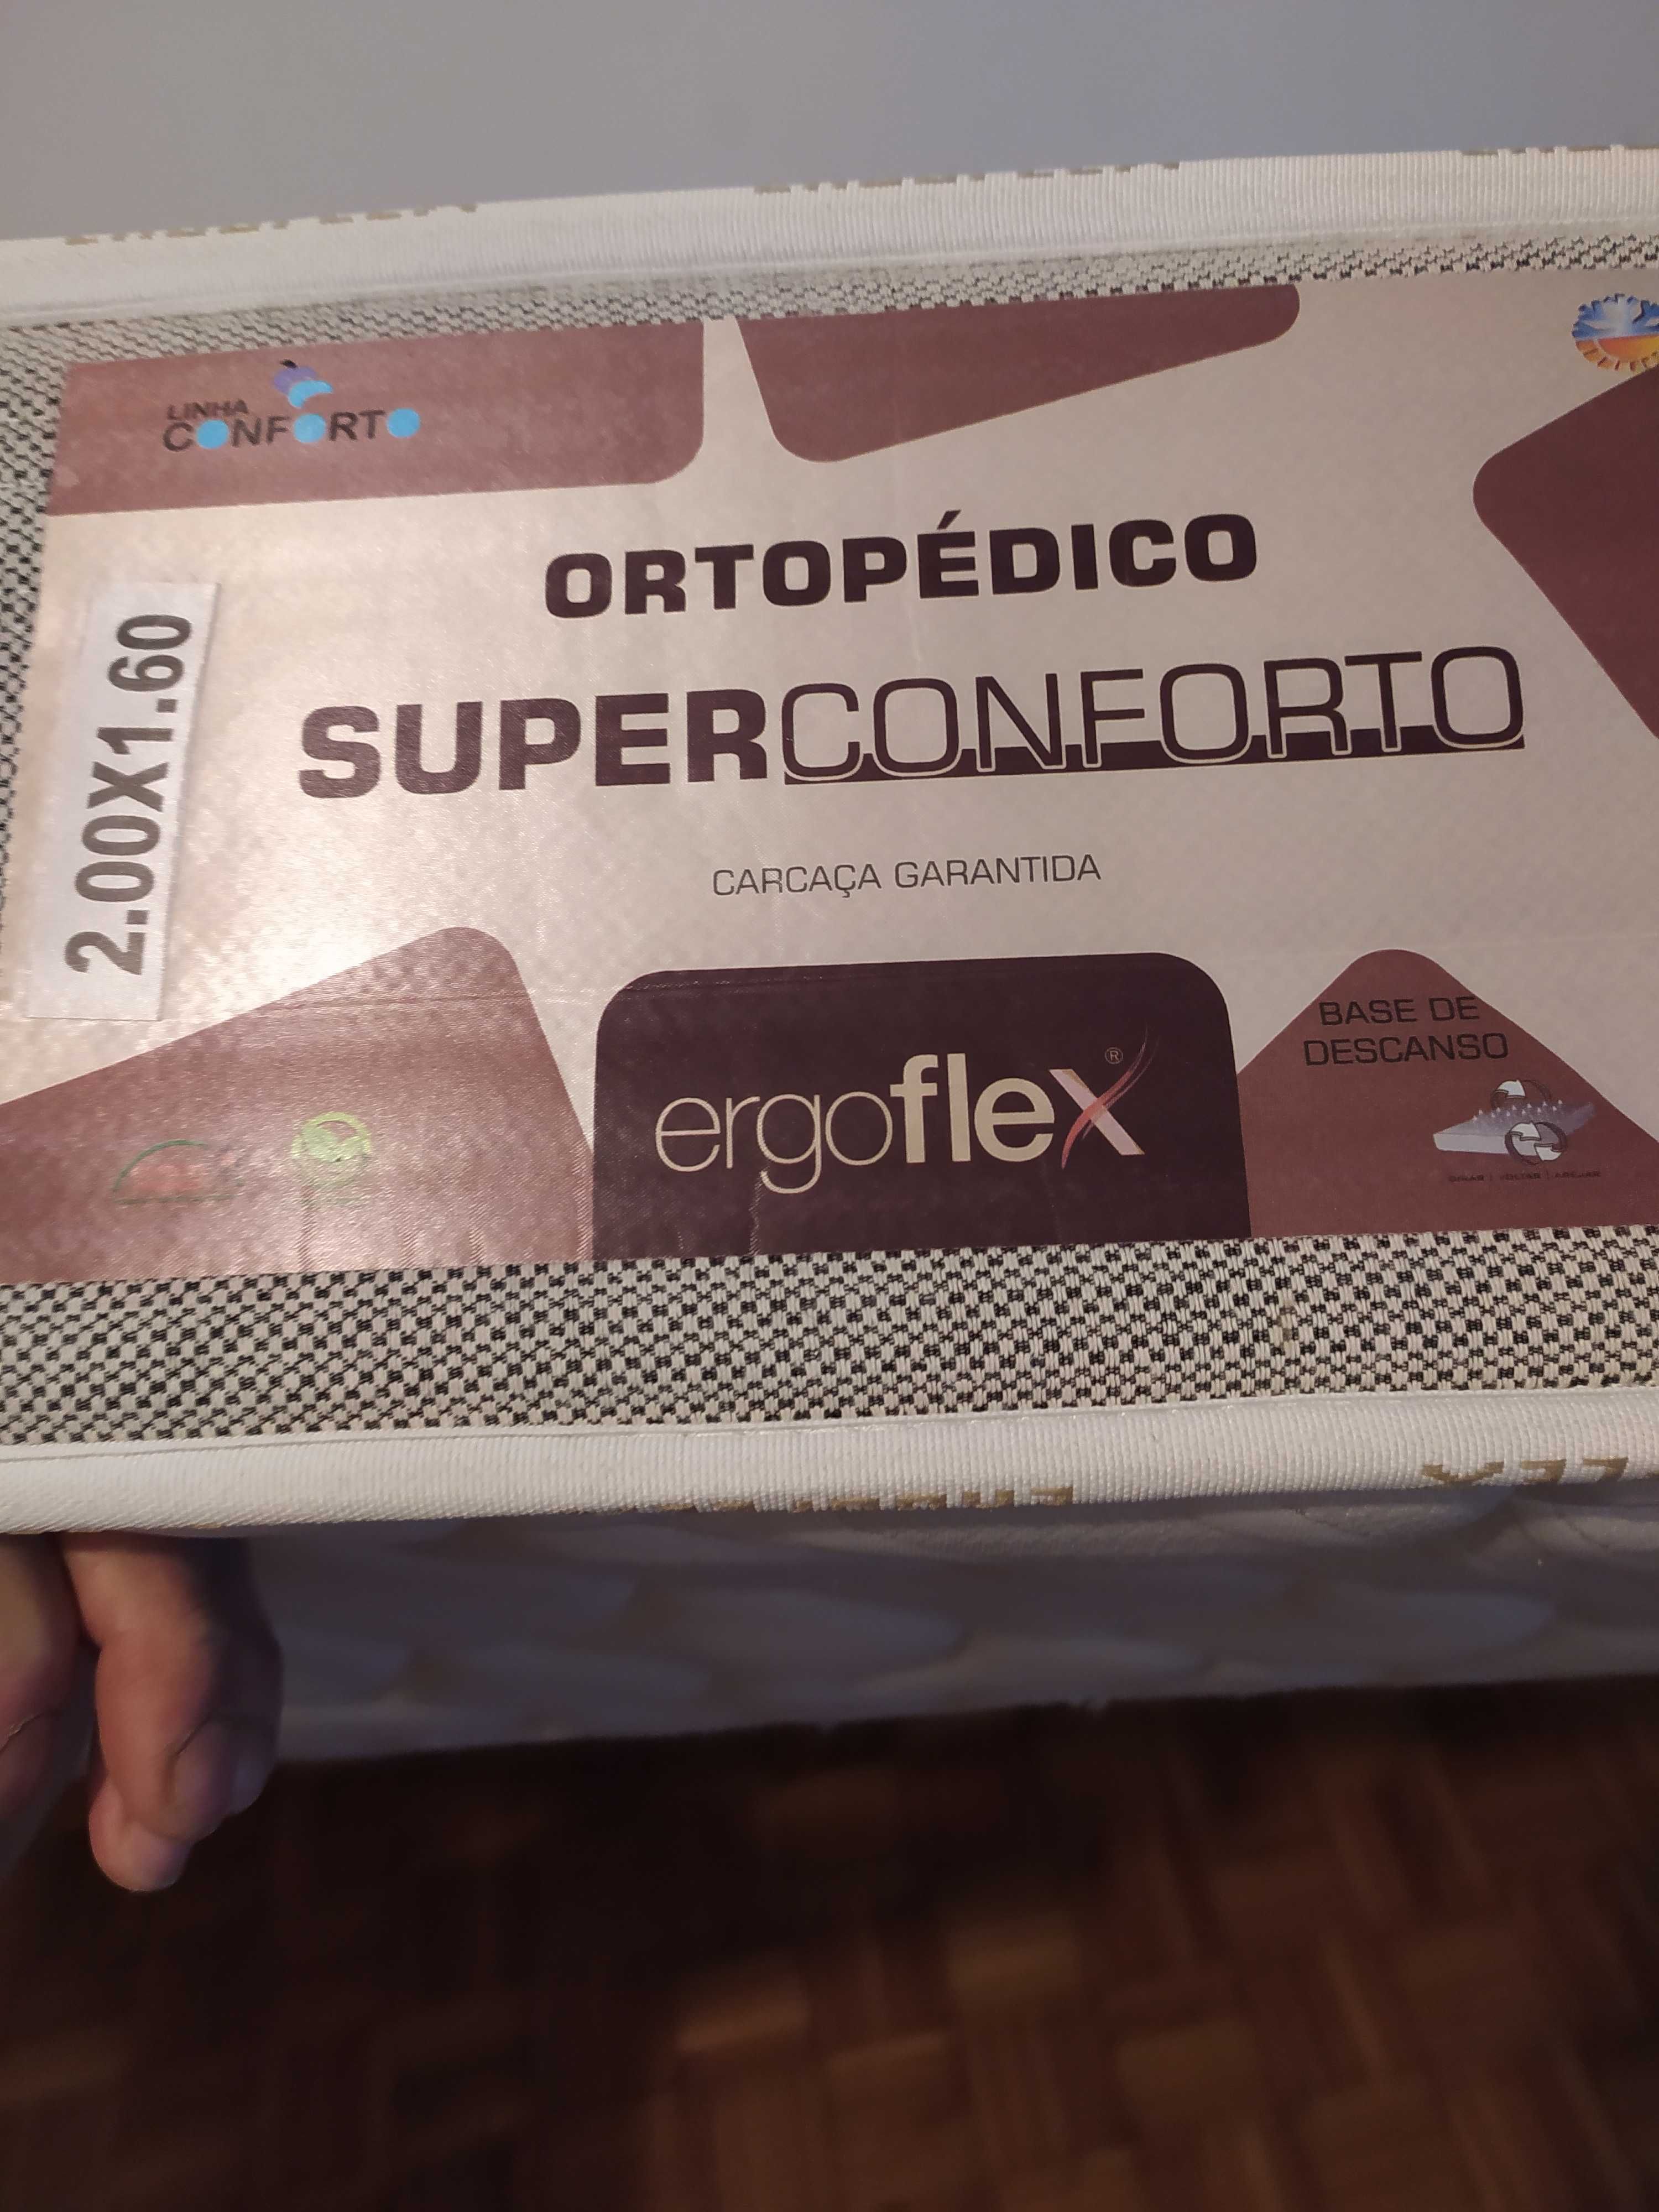 LINHA
CONFORTO
ORTOPÉDICO
2.00X1.60
SUPERCONFORTO
CARCAÇA GARANTIDA
BASE DE
DESCANSO
ergoflex®